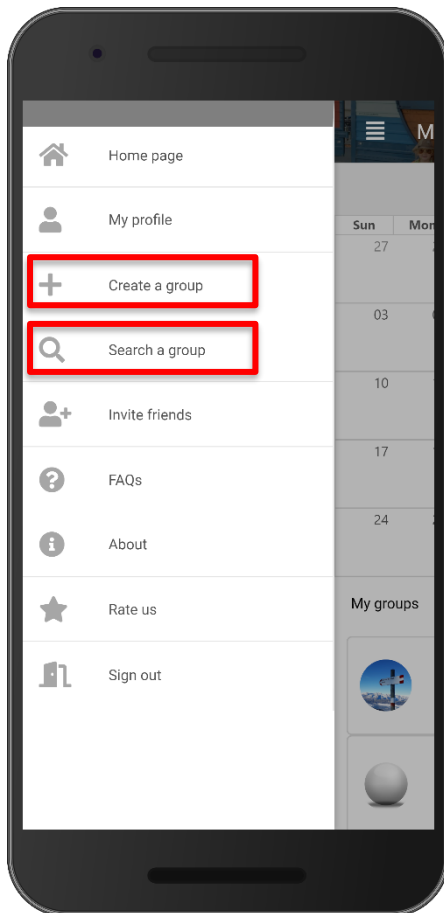 M
Home page
My profile
Sun Mon
27
Create a group
03
Search a group
10
Invite friends
17
FAQs
24
About
My groups
Rate us
Sign out